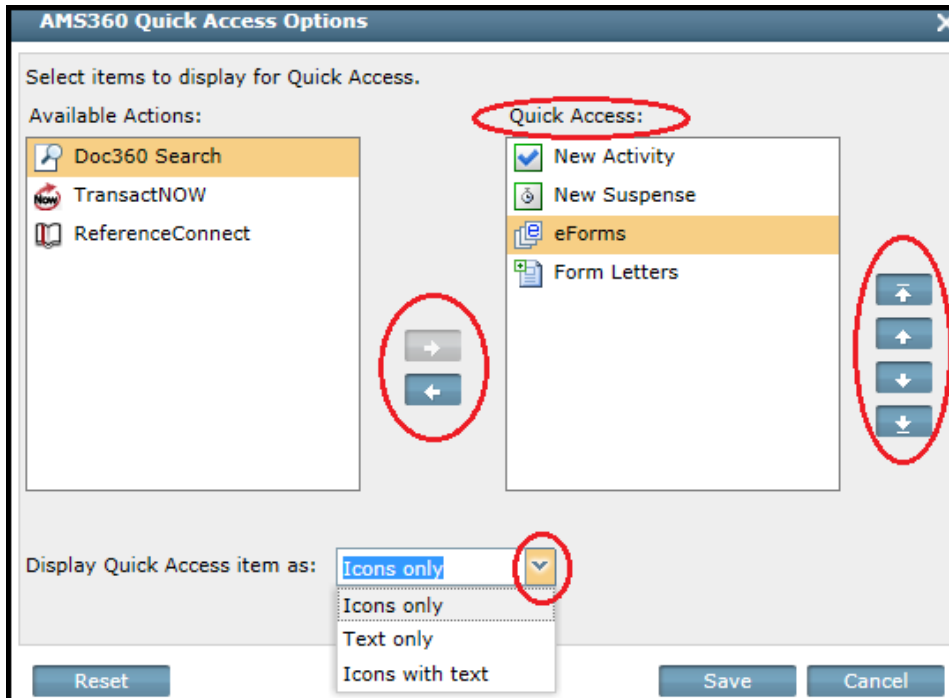 AMS360 Quick Access Options
Select items to display for Quick Access.
Available Actions:
Quick Access:
Doc360 Search
TransactNOW
ReferenceConnect
New Activity
New Suspense
eForms
Form Letters
Display Quick Access item as:
Icons only
Icons only
Text only
Icons with text
Reset
Save
Cancel